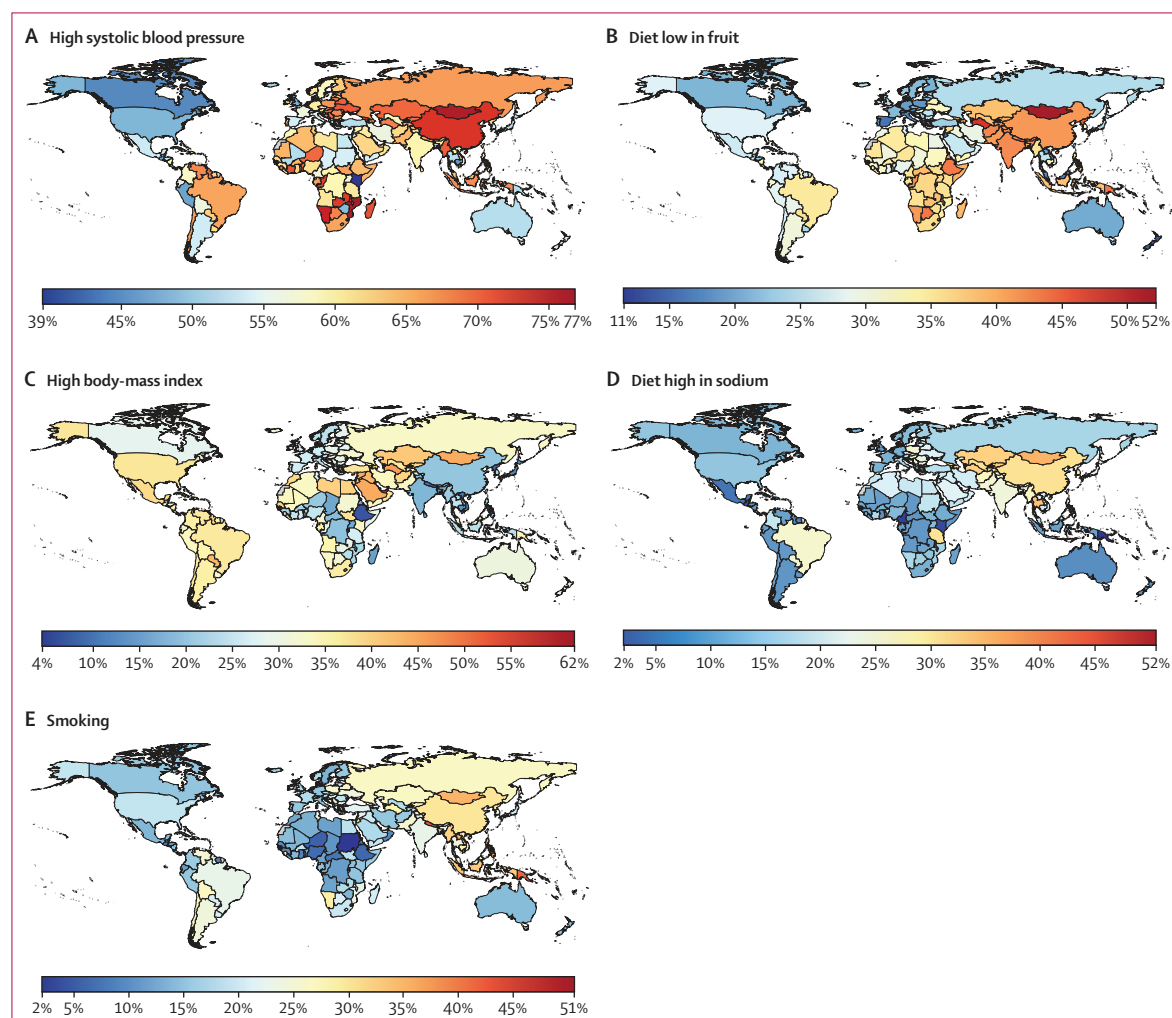 A High systolic blood pressure
B Diet low in fruit
39% 45% 50% 55% 60% 65% 70% 75% 77%
11% 15% 20% 25% 30% 35% 40% 45% 50% 52%
C High body-mass index
D Diet high in sodium
4% 10% 15% 20% 25% 30% 35% 40% 45% 50% 55% 62%
2% 5% 10% 15% 20% 25% 30% 35% 40% 45% 52%
E Smoking
2% 5% 10% 15% 20% 25% 30% 35% 40% 45% 51%